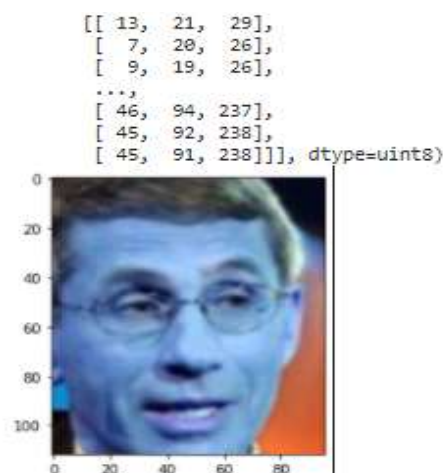 [[ 13, 21, 29],
[ 7, 20, 26],
[ 9, 19, 26],
...,
[ 46, 94, 237],
[ 45, 92, 238],
[ 45, 91, 238]]], dtype=uint8)
0
20
40
60
80
100
0 20 40 60 80